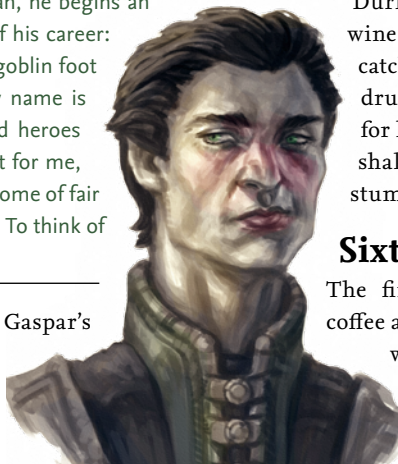 an, he begins an
f his career:
goblin foot
name is
d heroes
t for me,
ome of fair
To think of
Gaspar's
Duri
wine
catc
dru
for
shal
stum
Sixt
The fi
coffee a
w